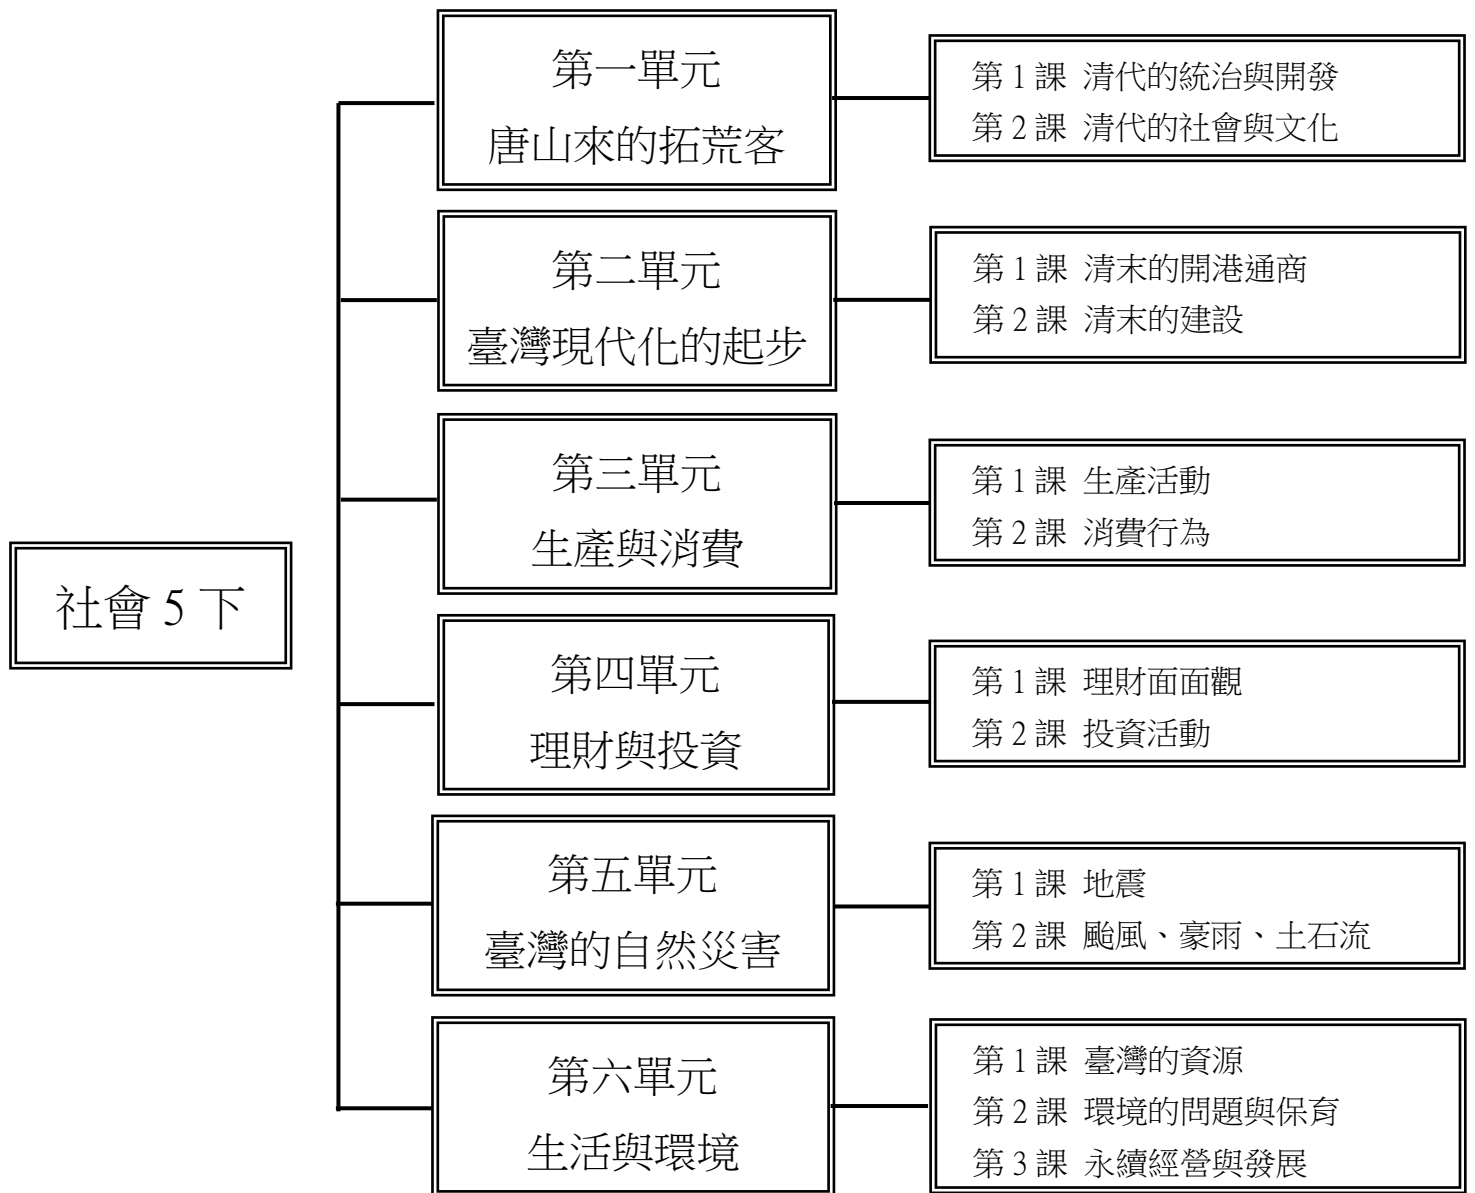 社會5下
第一單元
唐山來的拓荒客
第1課 清代的統治與開發
第2課 清代的社會與文化
第二單元
臺灣現代化的起步
第1課 清末的開港通商
第2課 清末的建設
第三單元
生產與消費
第1課 生產活動
第2課 消費行為
第四單元
理財與投資
第1課 理財面面觀
第2課 投資活動
第五單元
臺灣的自然災害
第1課 地震
第2課 颱風、豪雨、土石流
第六單元
生活與環境
第1課 臺灣的資源
第2課 環境的問題與保育
第3課 永續經營與發展